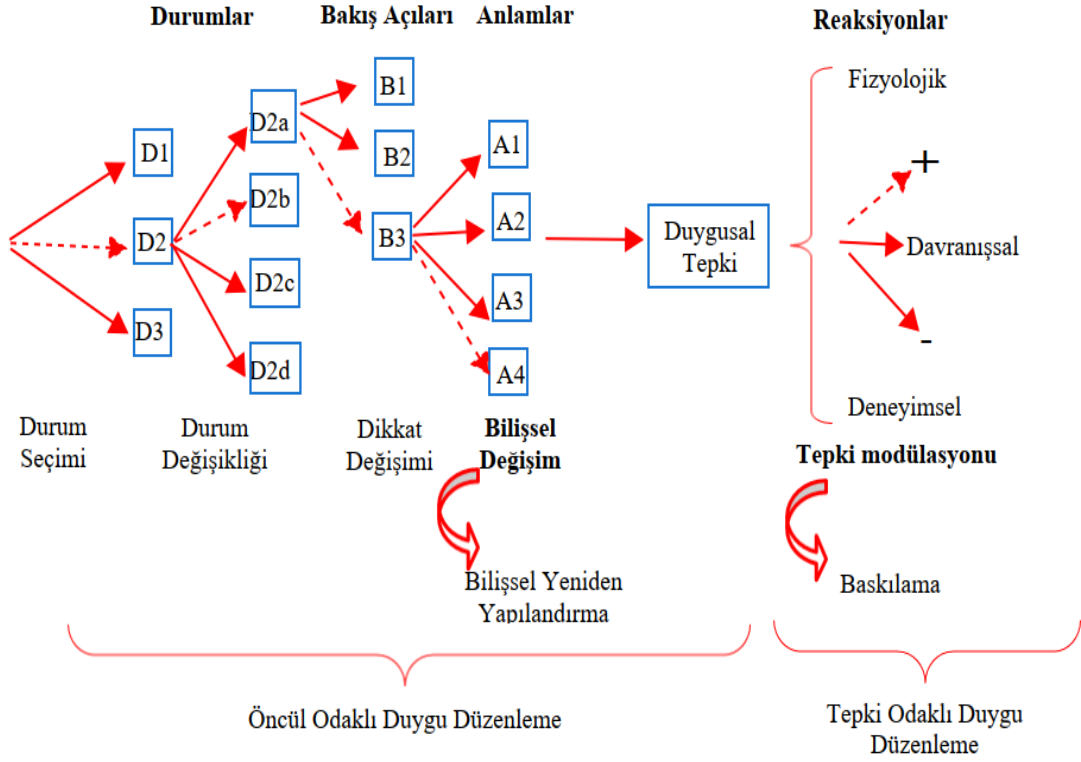 Durumlar
Bakış Açıları
Anlamlar
Reaksiyonlar
Fizyolojik
D1
D2
D3
D2a
D2b
D2c
D2d
B1
B2
B3
A1
A2
A3
A4
Duygusal
Tepki
+
Davranışsal
-
Deneyimsel
Durum
Seçimi
Durum
Değişikliği
Dikkat
Değişimi
Bilişsel
Değişim
Tepki modülasyonu
Bilişsel Yeniden
Yapılandırma
Baskılama
Öncül Odaklı Duygu Düzenleme
Tepki Odaklı Duygu
Düzenleme